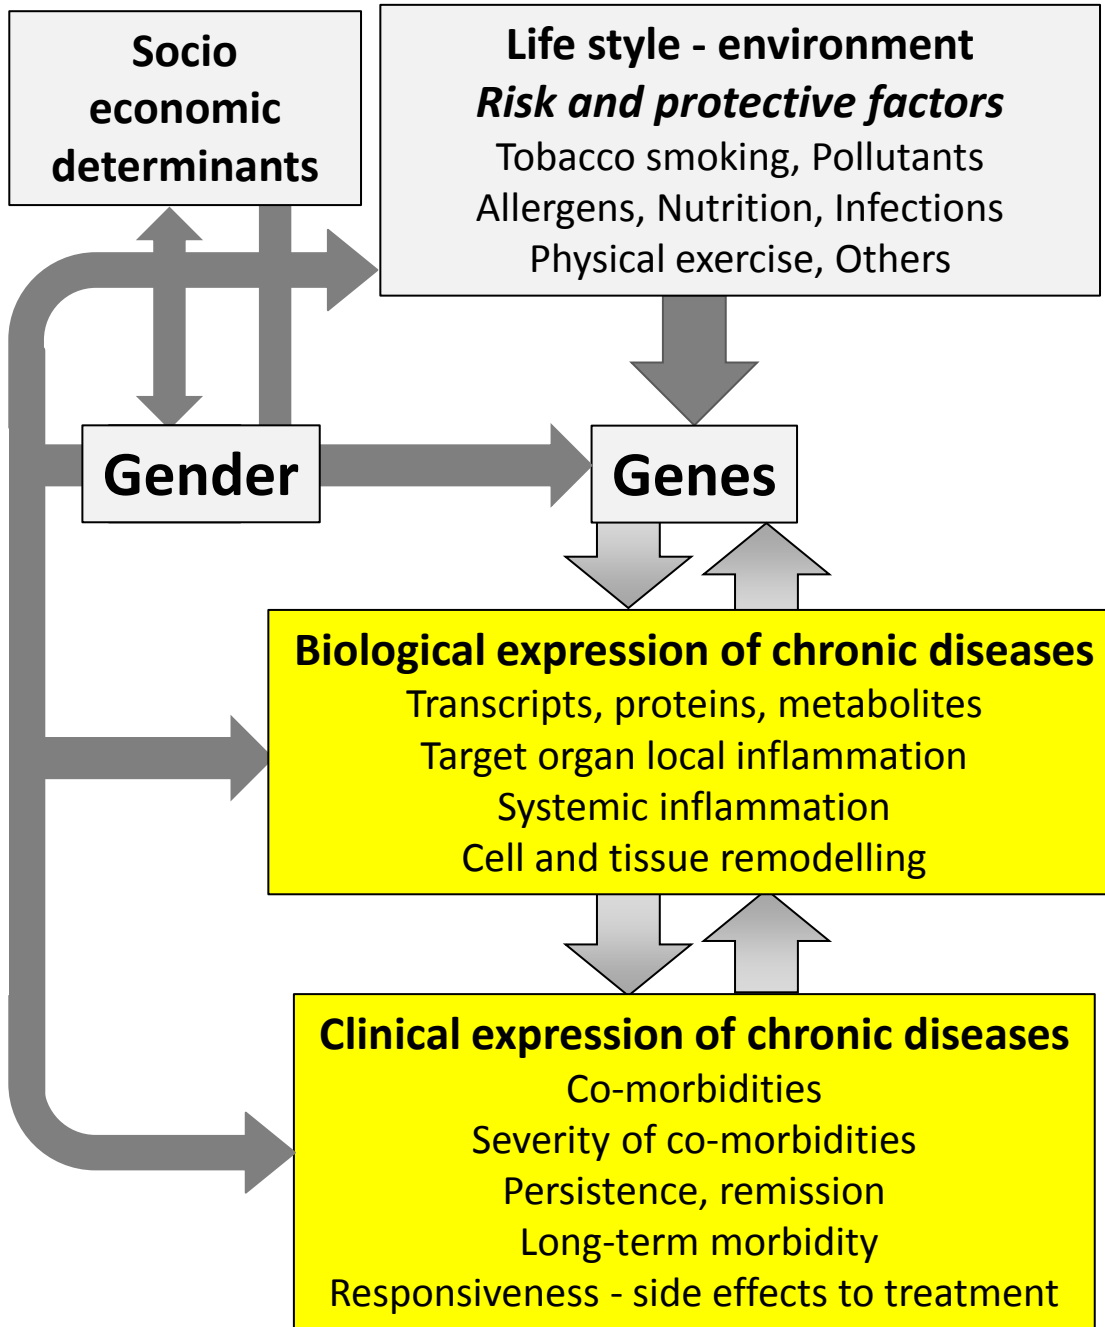 Socio
economic
determinants
Life style - environment
Risk and protective factors
Tobacco smoking, Pollutants
Allergens, Nutrition, Infections
Physical exercise, Others
Gender
Genes
Biological expression of chronic diseases
Transcripts, proteins, metabolites
Target organ local inflammation
Systemic inflammation
Cell and tissue remodelling
Clinical expression of chronic diseases
Co-morbidities
Severity of co-morbidities
Persistence, remission
Long-term morbidity
Responsiveness - side effects to treatment